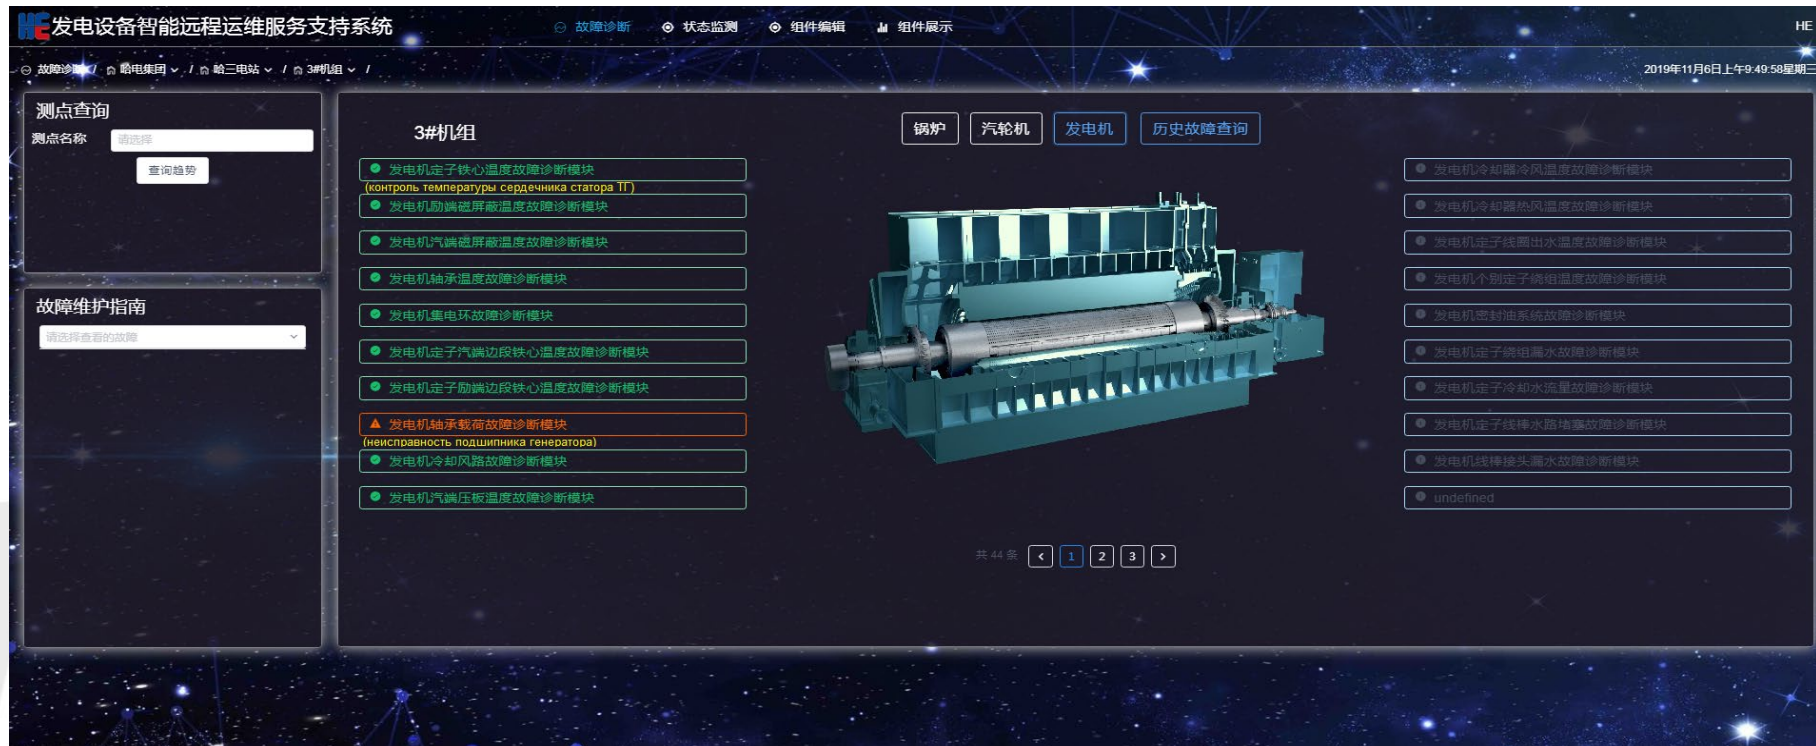 HE发电设备智能远程运维服务支持系统
故障诊断 状态监测 组件编辑 组件展示
HE
故障诊断 / 哈电集团 / 哈三电站 / 3#机组 /
2019年11月6日上午9:49:58星期三
测点查询
测点名称 请选择
查询趋势
故障维护指南
请选择查看的故障
3#机组
锅炉 汽轮机 发电机 历史故障查询
发电机定子铁心温度故障诊断模块
(контроль температуры сердечника статора ТГ)
发电机励端磁屏蔽温度故障诊断模块
发电机汽端磁屏蔽温度故障诊断模块
发电机轴承温度故障诊断模块
发电机集电环故障诊断模块
发电机定子汽端边段铁心温度故障诊断模块
发电机定子励端边段铁心温度故障诊断模块
发电机轴承载荷故障诊断模块
(неисправность подшипника генератора)
发电机冷却风路故障诊断模块
发电机汽端压板温度故障诊断模块
发电机冷却器冷风温度故障诊断模块
发电机冷却器热风温度故障诊断模块
发电机定子线圈出水温度故障诊断模块
发电机个别定子绕组温度故障诊断模块
发电机密封油系统故障诊断模块
发电机定子绕组漏水故障诊断模块
发电机定子冷却水流量故障诊断模块
发电机定子线棒水路堵塞故障诊断模块
发电机线棒接头漏水故障诊断模块
undefined
共 44 条 < 1 2 3 >